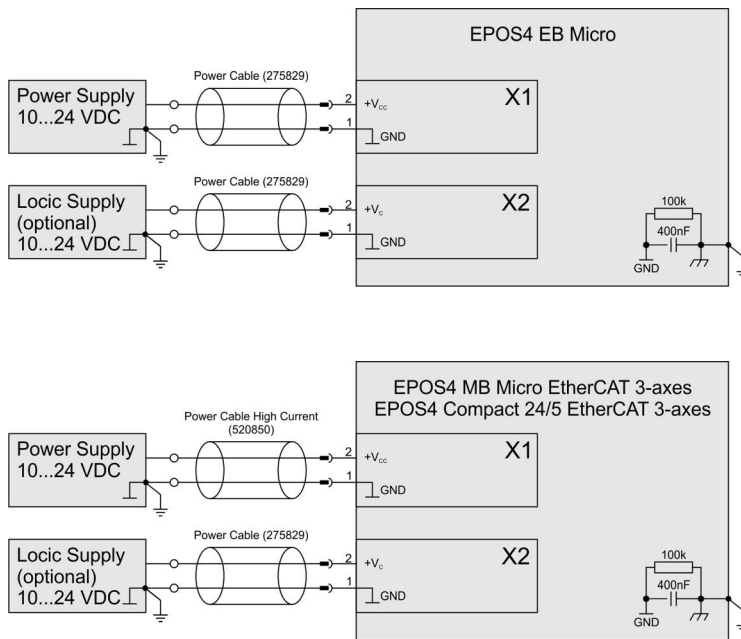 EPOS4 EB Micro
Power Cable (275829)
Power Supply
10...24 VDC
2
+Vcc
X1
1
GND
Power Cable (275829)
Locic Supply
(optional)
10...24 VDC
2
+Vc
X2
1
GND
100k
400nF
GND
EPOS4 MB Micro EtherCAT 3-axes
EPOS4 Compact 24/5 EtherCAT 3-axes
Power Cable High Current
(520850)
Power Supply
10...24 VDC
2
+Vcc
X1
1
GND
Power Cable (275829)
Locic Supply
(optional)
10...24 VDC
2
+Vc
X2
1
GND
100k
400nF
GND